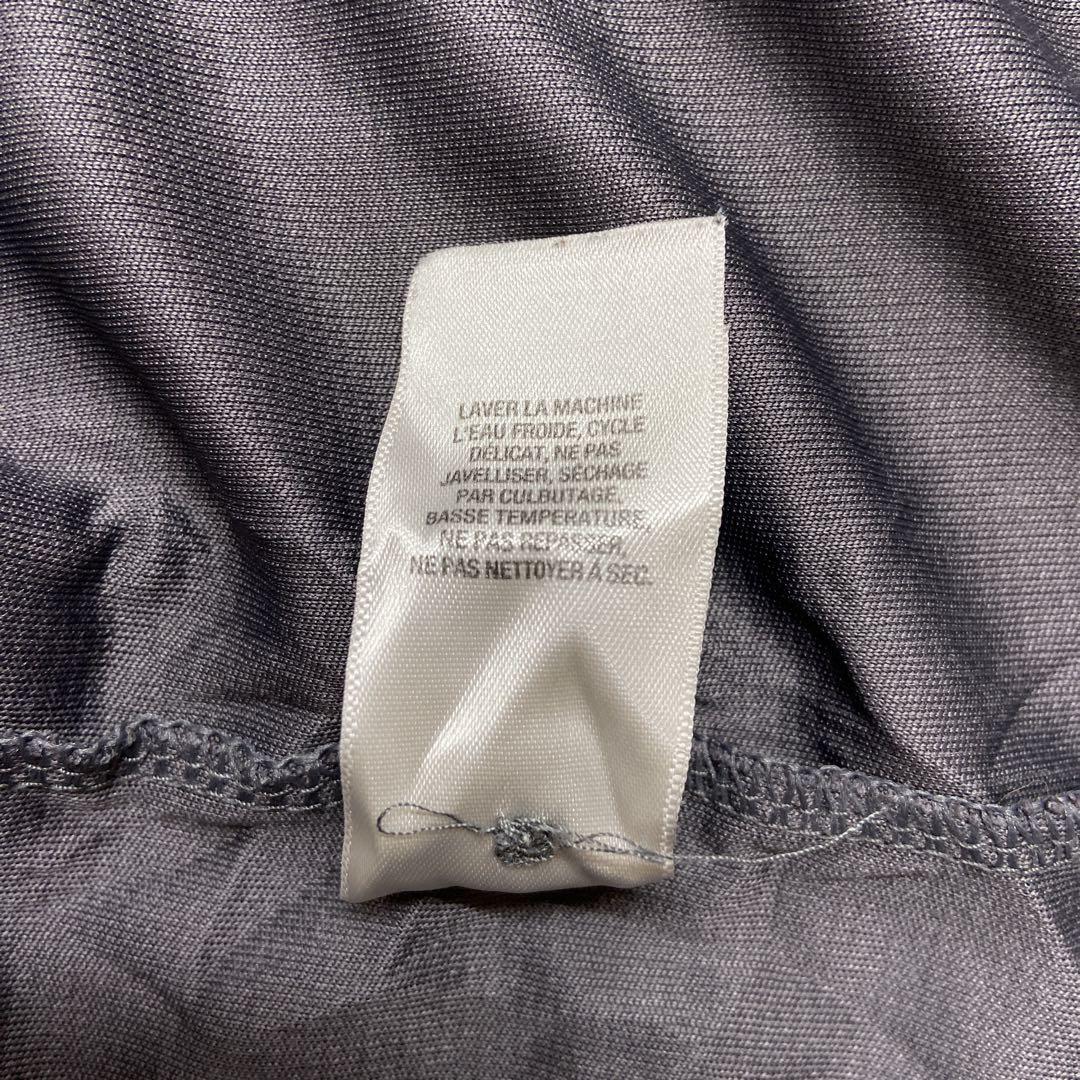 LAVER LA MACHINE
L'EAU FROIDE, CYCLE
DELICAT, NE PAS
JAVELLISER, SÉCHAGE
PAR CULBUTAGE,
BASSE TEMPERATURE,
NE PAS REPASSER,
NE PAS NETTOYER A SEC.